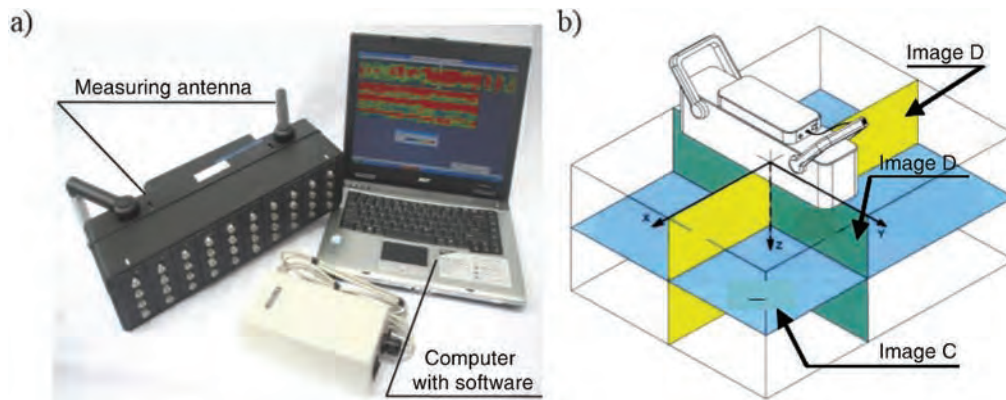 a)
Measuring antenna
Computer
with software
b)
Image D
Image D
X
Y
Z
Image C